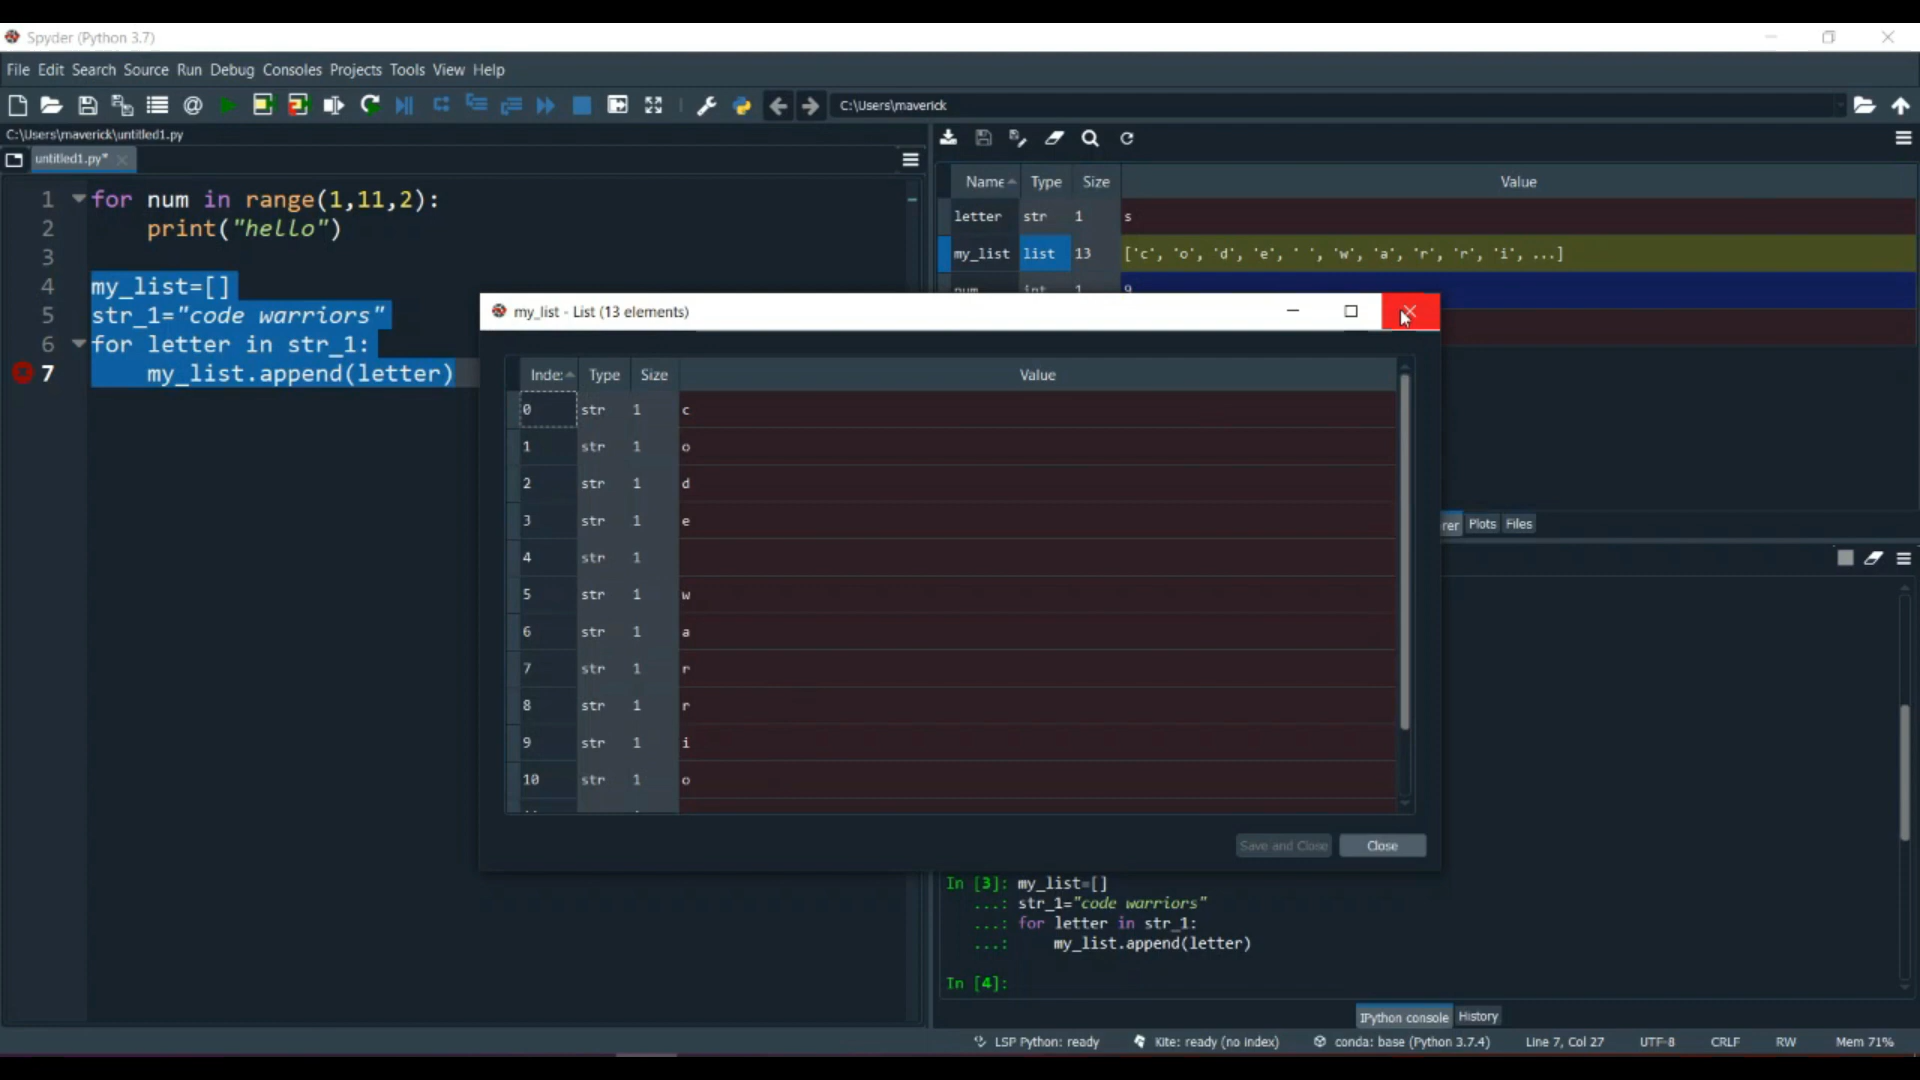 Spyder (Python 3.7)
File Edit Search Source Run Debug Consoles Projects Tools View Help
C:\Users\maverick
C:\Users\maverick\untitled1.py
untitled1.py*
1 for num in range(1,11,2):
2 print("hello")
3
4 my_list=[]
5 str_1="code warriors"
6 for letter in str_1:
7 my_list.append(letter)
Name Type Size Value
letter str 1 s
my_list list 13 ['c', 'o', 'd', 'e', ' ', 'w', 'a', 'r', 'r', 'i', ...]
num int 1 9
my_list - List (13 elements)
Inde: Type Size Value
0 str 1 c
1 str 1 o
2 str 1 d
3 str 1 e
4 str 1
5 str 1 w
6 str 1 a
7 str 1 r
8 str 1 r
9 str 1 i
10 str 1 o
Save and Close Close
rer Plots Files
In [3]: my_list=[]
...: str_1="code warriors"
...: for letter in str_1:
...: my_list.append(letter)
In [4]:
IPython console History
LSP Python: ready Kite: ready (no index) conda: base (Python 3.7.4) Line 7, Col 27 UTF-8 CRLF RW Mem 71%